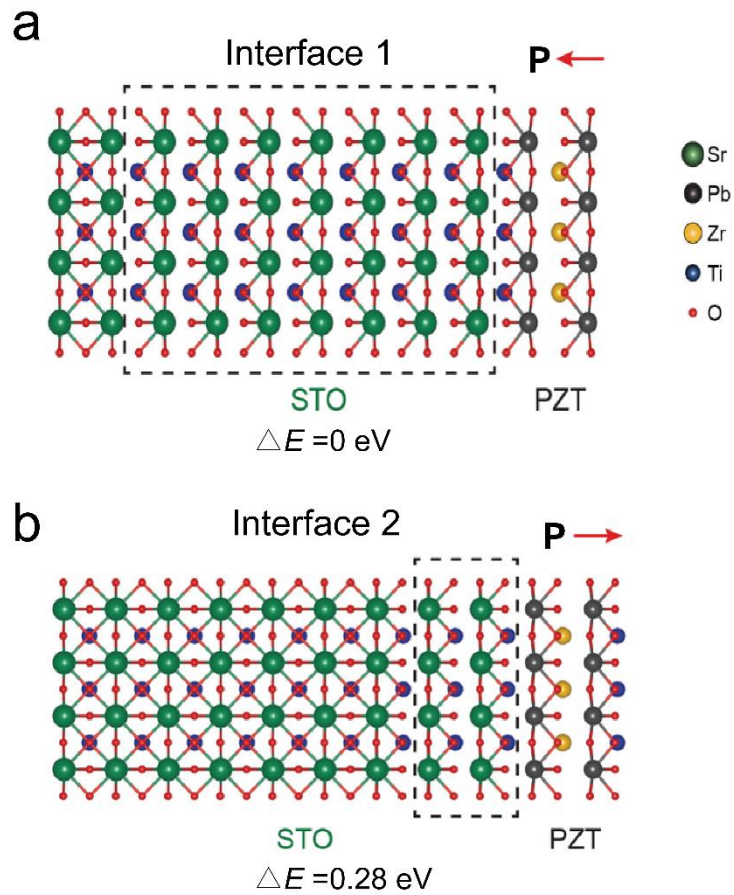 a
Interface 1
P
Sr
Pb
Zr
Ti
O
STO
PZT
△E =0 eV
b
Interface 2
P
STO
PZT
△E =0.28 eV